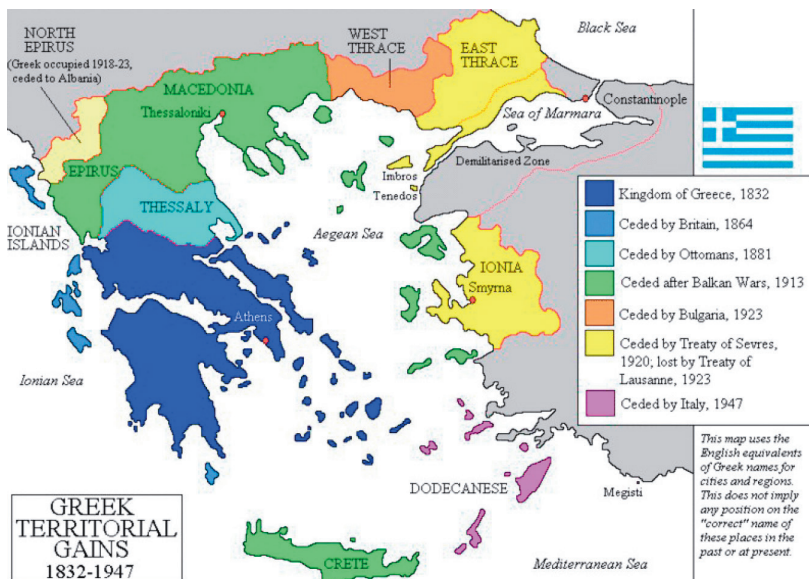 NORTH
EPIRUS
(Greek occupied 1918-23,
ceded to Albania)
MACEDONIA
Thessaloniki
WEST
THRACE
EAST
THRACE
Black Sea
Constantinople
Sea of Marmara
Demilitarised Zone
Imbros
Tenedos
EPIRUS
THESSALY
IONIAN
ISLANDS
Aegean Sea
IONIA
Smyrna
Athens
Ionian Sea
DODECANESE
Megisti
CRETE
Mediterranean Sea
Kingdom of Greece, 1832
Ceded by Britain, 1864
Ceded by Ottomans, 1881
Ceded after Balkan Wars, 1913
Ceded by Bulgaria, 1923
Ceded by Treaty of Sevres,
1920; lost by Treaty of
Lausanne, 1923
Ceded by Italy, 1947
This map uses the
English equivalents
of Greek names for
cities and regions.
This does not imply
any position on the
"correct" name of
these places in the
past or at present.
GREEK
TERRITORIAL
GAINS
1832-1947